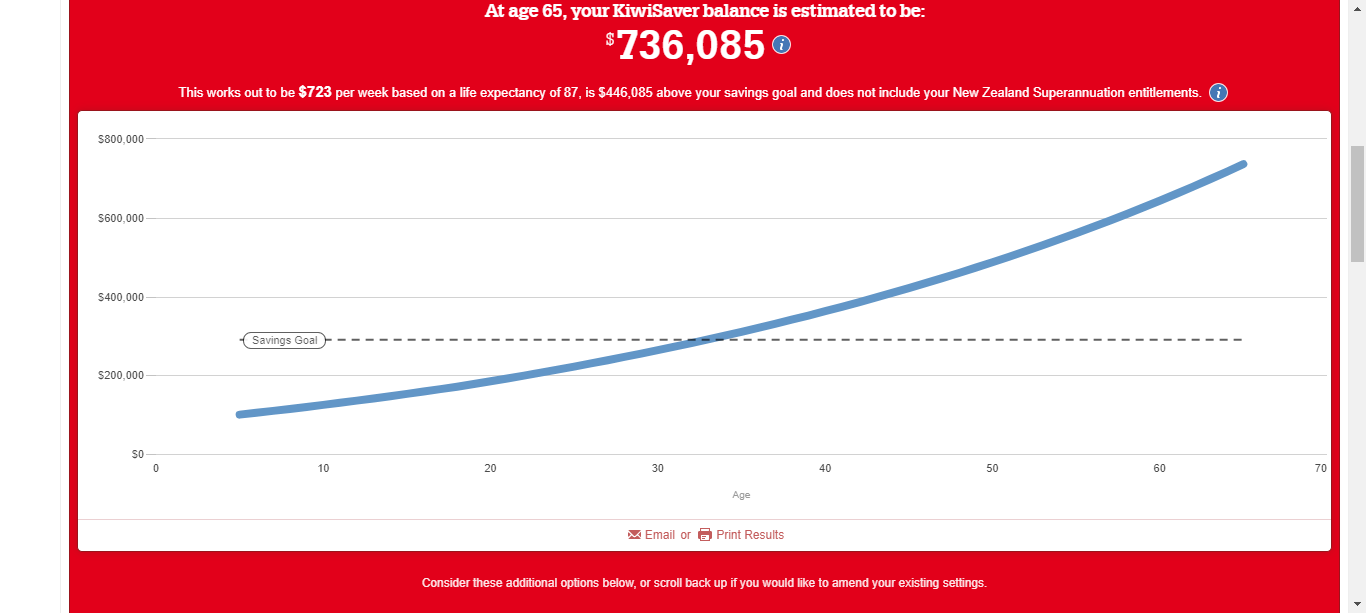 At age 65, your KiwiSaver balance is estimated to be:
$736,085 i
This works out to be $723 per week based on a life expectancy of 87, is $446,085 above your savings goal and does not include your New Zealand Superannuation entitlements. i
$800,000
$600,000
$400,000
Savings Goal
$200,000
$0
0 10 20 30 40 50 60 70
Age
Email or Print Results
Consider these additional options below, or scroll back up if you would like to amend your existing settings.